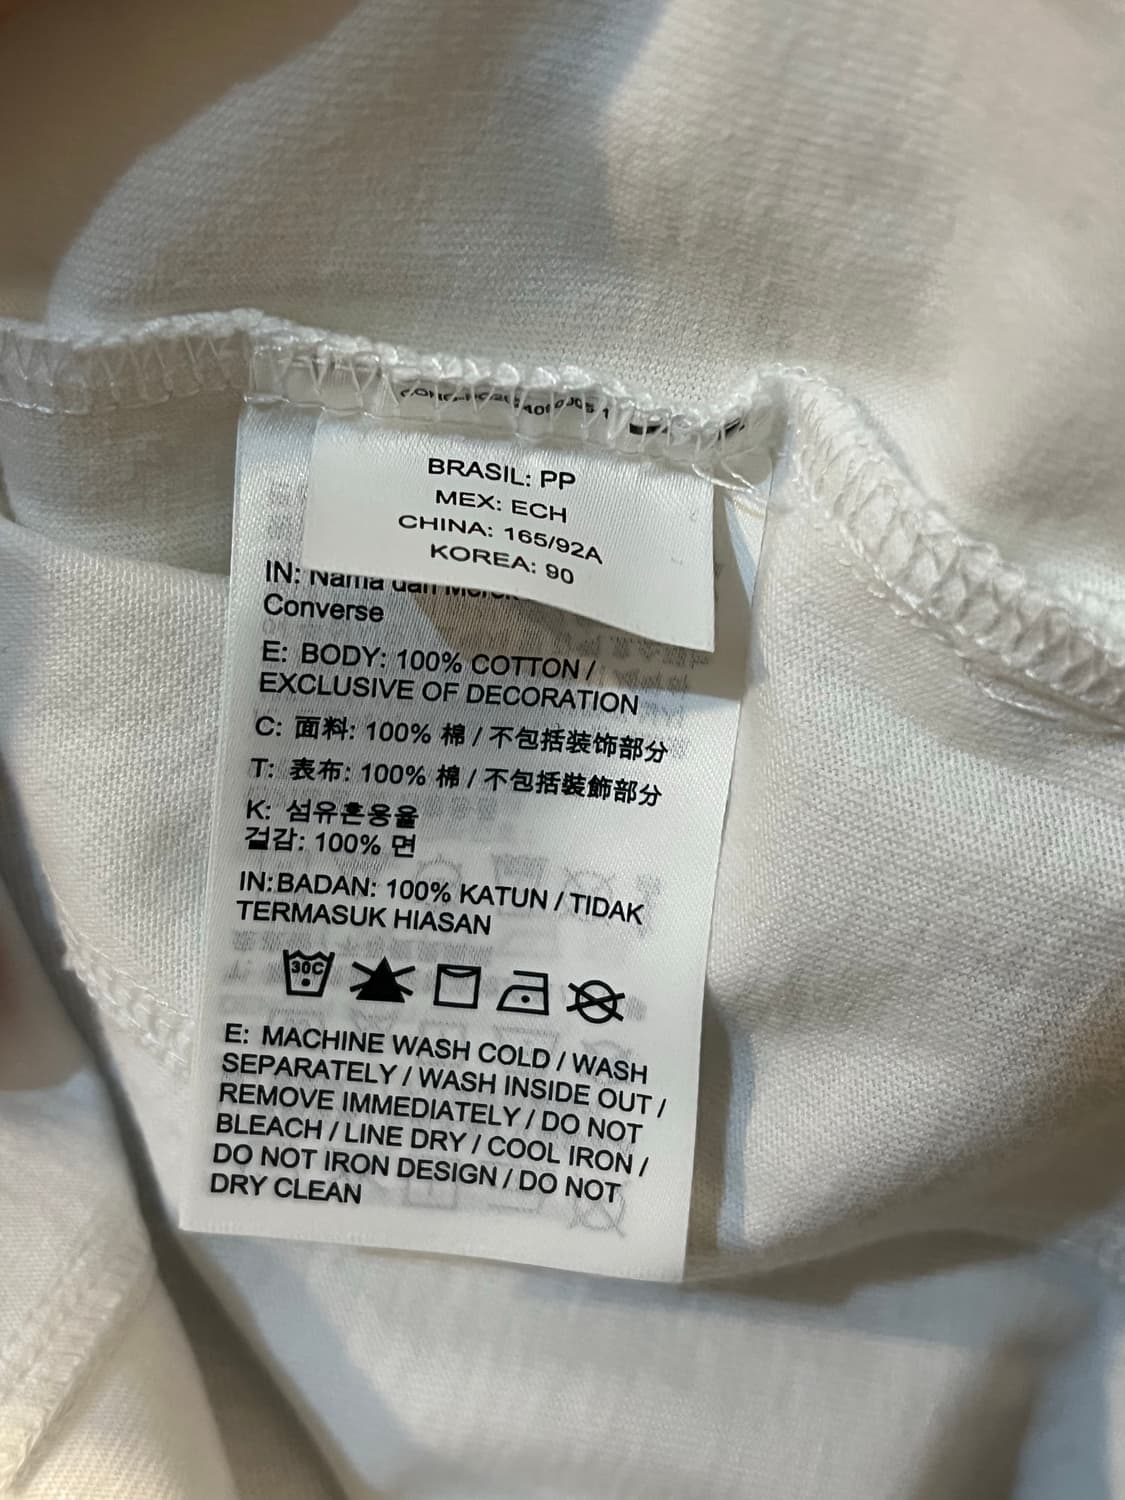 BRASIL: PP
MEX: ECH
CHINA: 165/92A
KOREA: 90
IN: Nama dan
Converse
E: BODY: 100% COTTON /
EXCLUSIVE OF DECORATION
C: 面料: 100% 棉 / 不包括装饰部分
T: 表布: 100% 棉 / 不包括裝飾部分
K: 섬유혼용율
겉감: 100% 면
IN: BADAN: 100% KATUN / TIDAK
TERMASUK HIASAN
30C
E: MACHINE WASH COLD / WASH
SEPARATELY / WASH INSIDE OUT /
REMOVE IMMEDIATELY / DO NOT
BLEACH / LINE DRY / COOL IRON /
DO NOT IRON DESIGN / DO NOT
DRY CLEAN